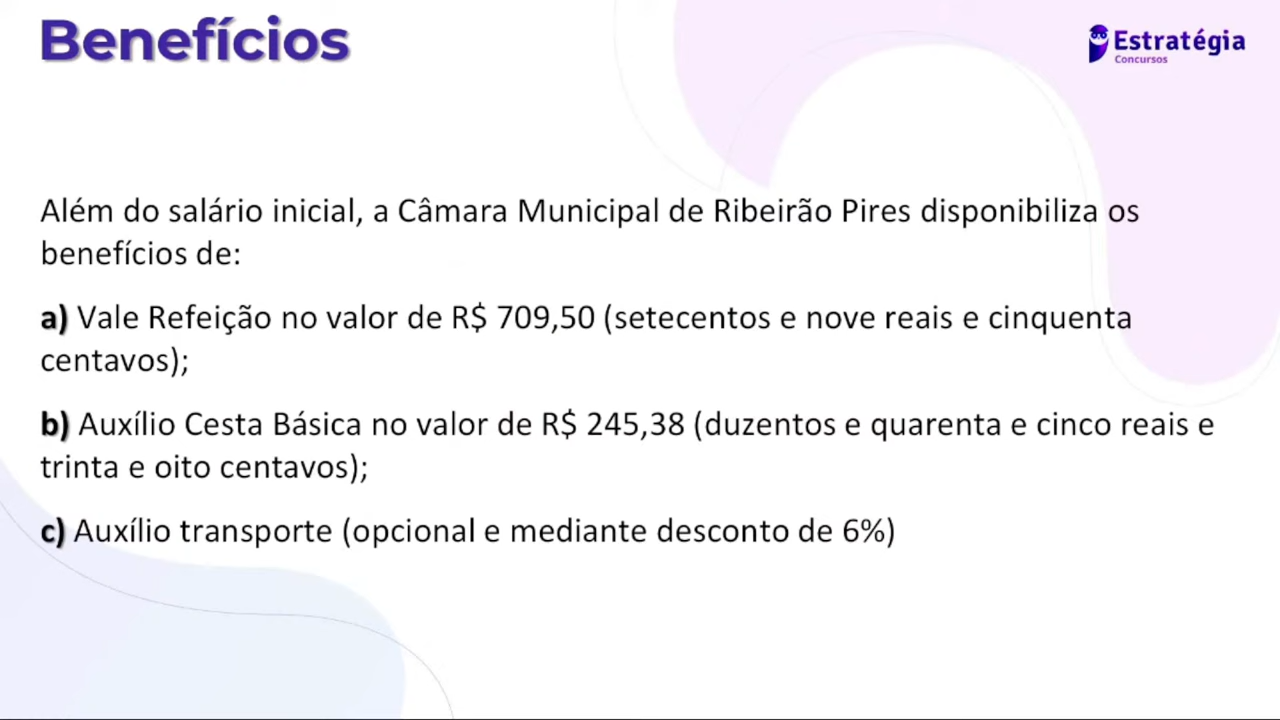 Benefícios
Estratégia
Concursos
Além do salário inicial, a Câmara Municipal de Ribeirão Pires disponibiliza os
benefícios de:
a) Vale Refeição no valor de R$ 709,50 (setecentos e nove reais e cinquenta
centavos);
b) Auxílio Cesta Básica no valor de R$ 245,38 (duzentos e quarenta e cinco reais e
trinta e oito centavos);
c) Auxílio transporte (opcional e mediante desconto de 6%)